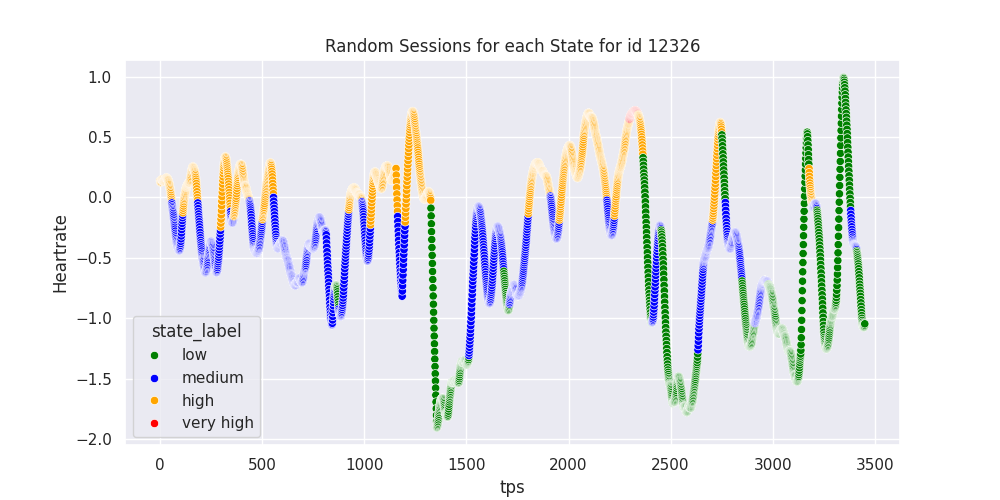 Random Sessions for each State for id 12326
Heartrate
1.0
0.5
0.0
−0.5
−1.0
−1.5
−2.0
state_label
low
medium
high
very high
0 500 1000 1500 2000 2500 3000 3500
tps